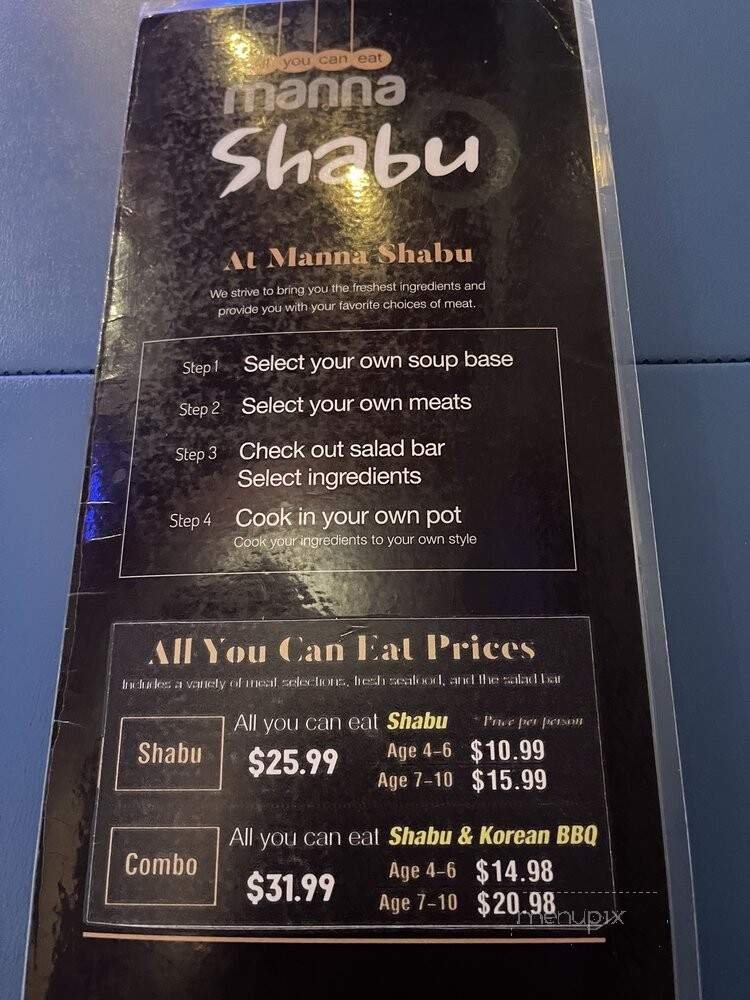 all you can eat
manna
Shabu
At Manna Shabu
We strive to bring you the freshest ingredients and
provide you with your favorite choices of meat.
Step 1 Select your own soup base
Step 2 Select your own meats
Step 3 Check out salad bar
Select ingredients
Step 4 Cook in your own pot
Cook your ingredients to your own style
All You Can Eat Prices
Includes a variety of meat selections, fresh seafood, and the salad bar
Shabu
All you can eat Shabu * Price per person
$25.99
Age 4-6 $10.99
Age 7-10 $15.99
Combo
All you can eat Shabu & Korean BBQ
$31.99
Age 4-6 $14.98
Age 7-10 $20.98
menupix